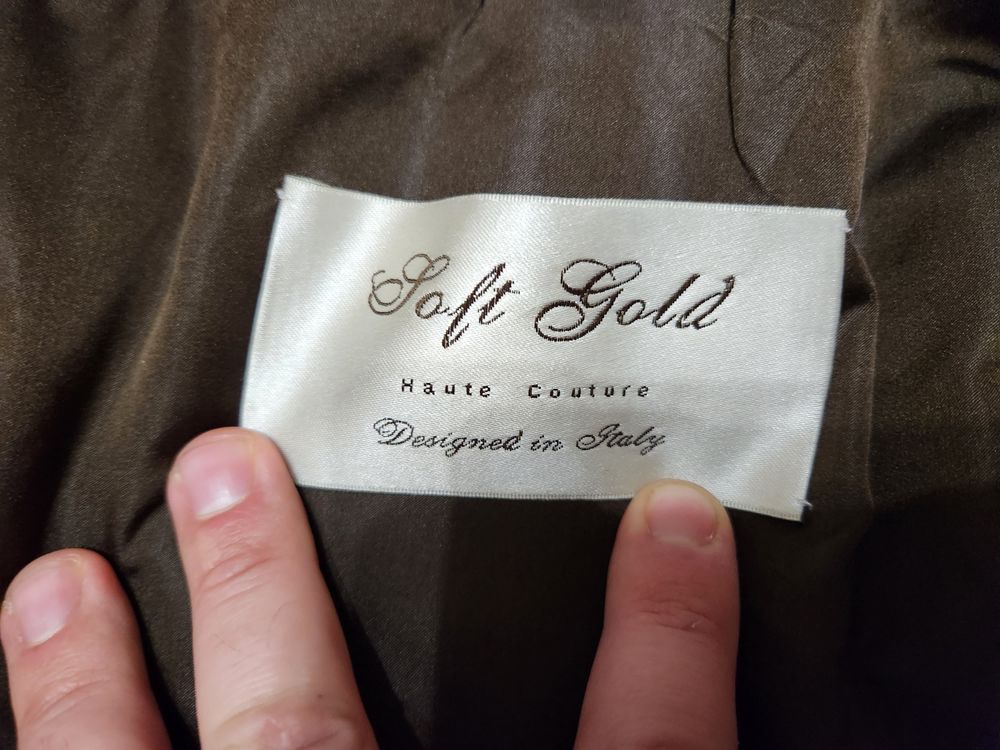 Soft Gold
Haute Couture
Designed in Italy